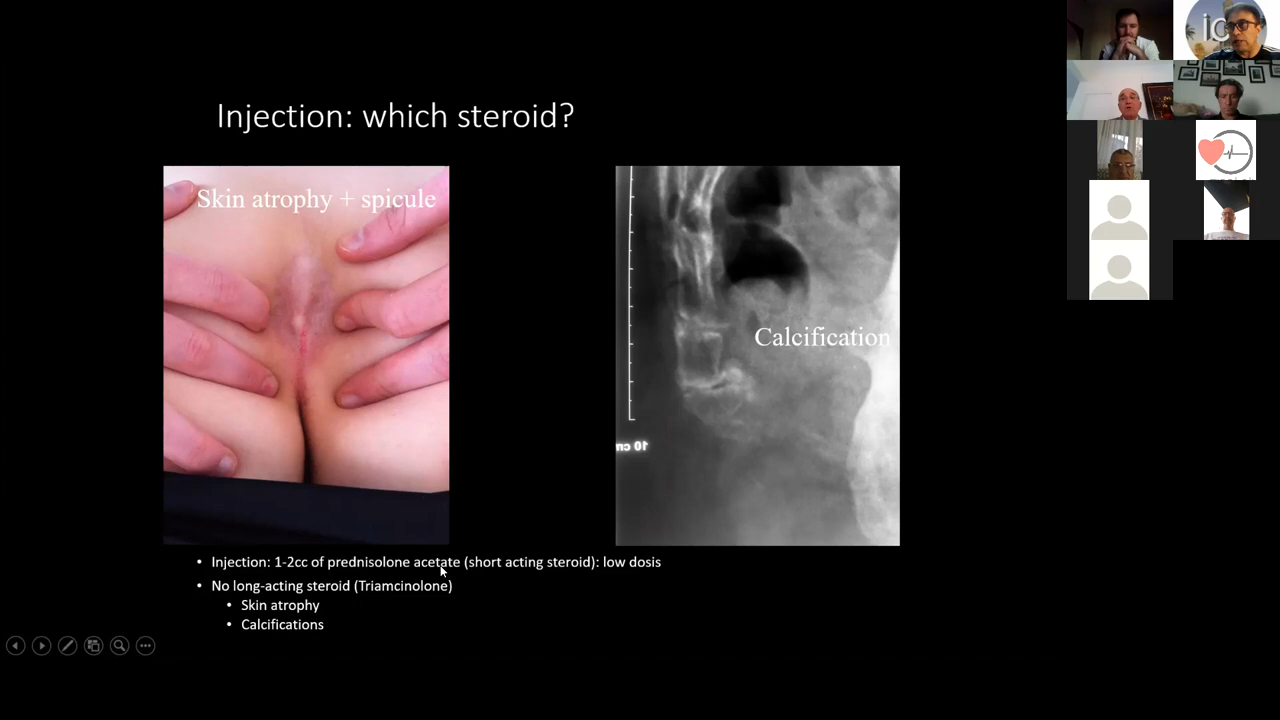 Injection: which steroid?
Skin atrophy + spicule
Calcification
10 cm
• Injection: 1-2cc of prednisolone acetate (short acting steroid): low dosis
• No long-acting steroid (Triamcinolone)
• Skin atrophy
• Calcifications